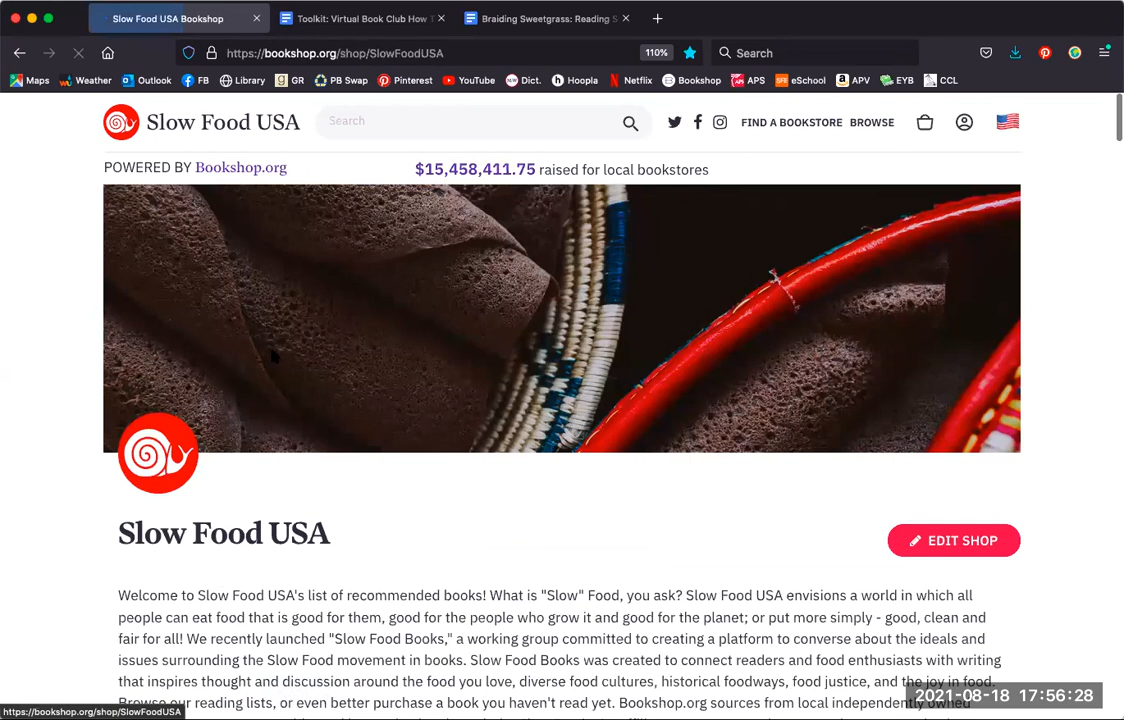 Slow Food USA Bookshop
Toolkit: Virtual Book Club How T
Braiding Sweetgrass: Reading S
https://bookshop.org/shop/SlowFoodUSA
110%
Search
Maps Weather Outlook FB Library GR PB Swap Pinterest YouTube Dict. Hoopla Netflix Bookshop APS eSchool APV EYB CCL
Slow Food USA
Search
FIND A BOOKSTORE BROWSE
POWERED BY Bookshop.org
$15,458,411.75 raised for local bookstores
Slow Food USA
EDIT SHOP
Welcome to Slow Food USA's list of recommended books! What is "Slow" Food, you ask? Slow Food USA envisions a world in which all
people can eat food that is good for them, good for the people who grow it and good for the planet; or put more simply - good, clean and
fair for all! We recently launched "Slow Food Books," a working group committed to creating a platform to converse about the ideals and
issues surrounding the Slow Food movement in books. Slow Food Books was created to connect readers and food enthusiasts with writing
that inspires thought and discussion around the food you love, diverse food cultures, historical foodways, food justice, and the joy in food.
Browse our reading lists, or even better purchase a book you haven't read yet. Bookshop.org sources from local independently owned
2021-08-18 17:56:28
https://bookshop.org/shop/SlowFoodUSA